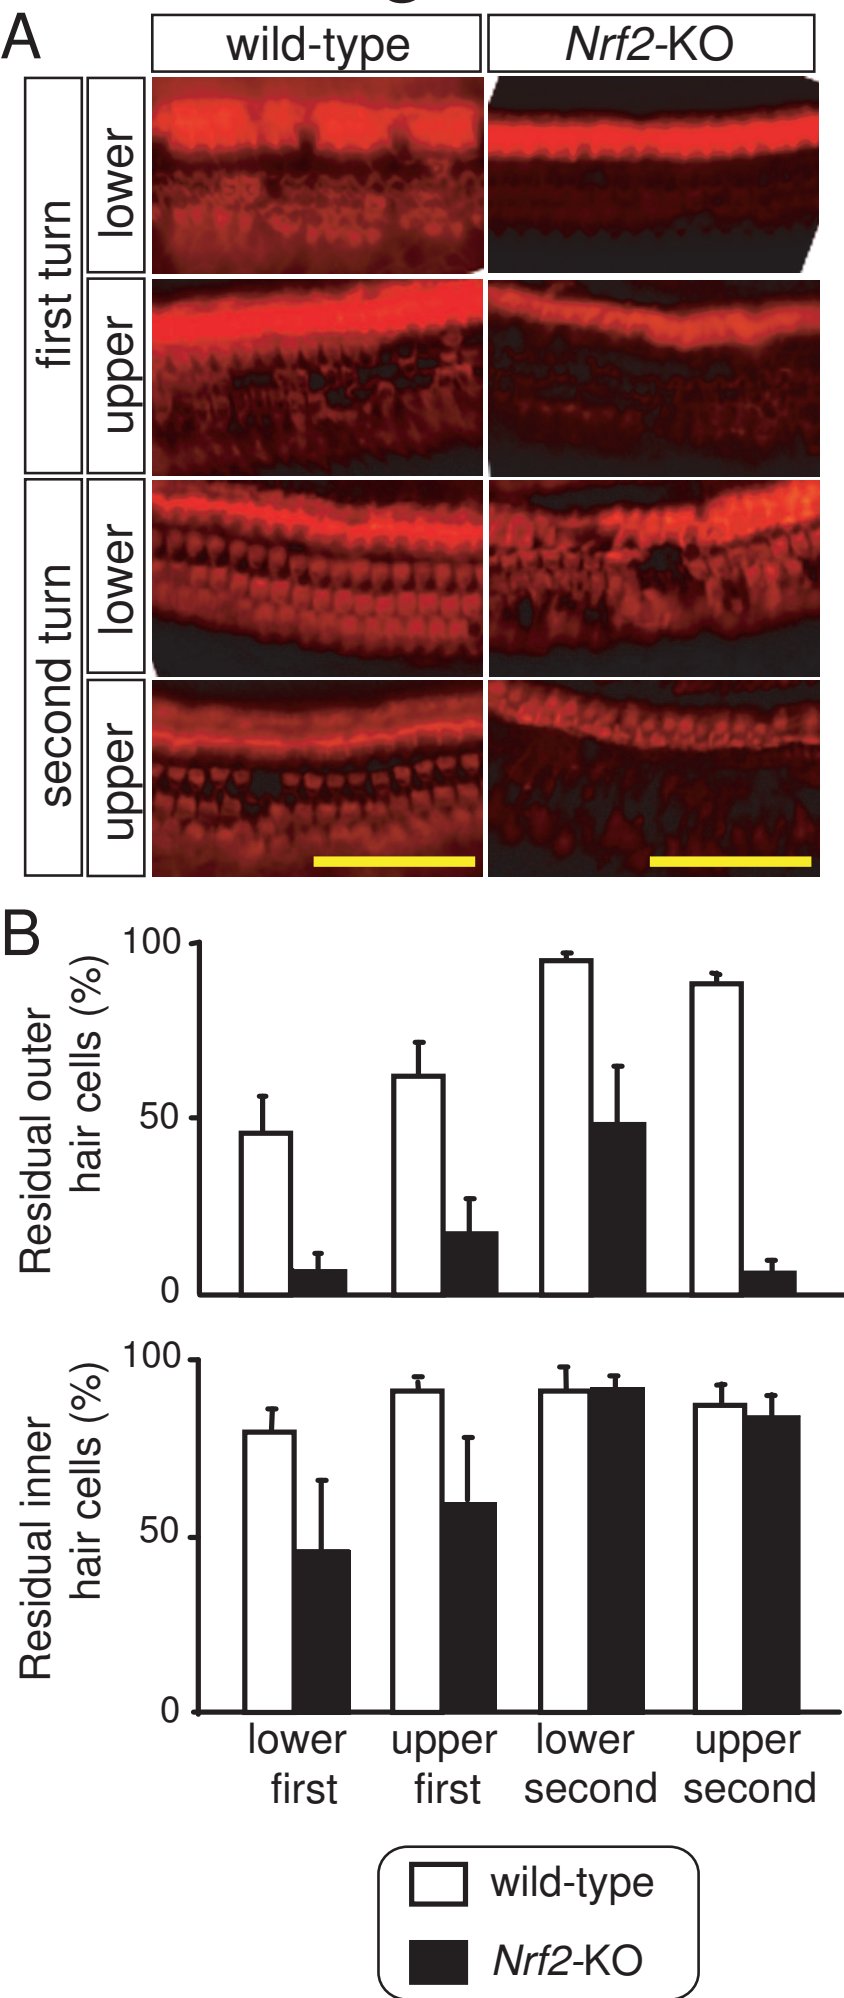 A
wild-type
Nrf2-KO
first turn
lower
upper
second turn
lower
upper
B
Residual outer
hair cells (%)
100
50
0
Residual inner
hair cells (%)
100
50
0
lower
first
upper
first
lower
second
upper
second
wild-type
Nrf2-KO